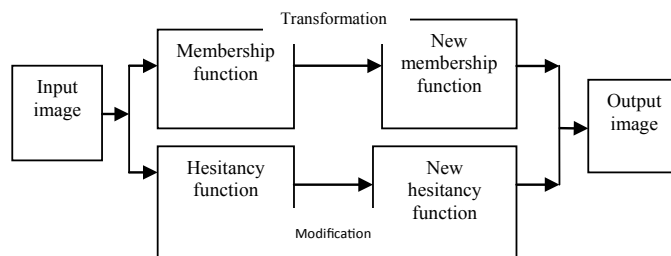 Transformation
Input
image
Membership
function
New
membership
function
Output
image
Hesitancy
function
New
hesitancy
function
Modification